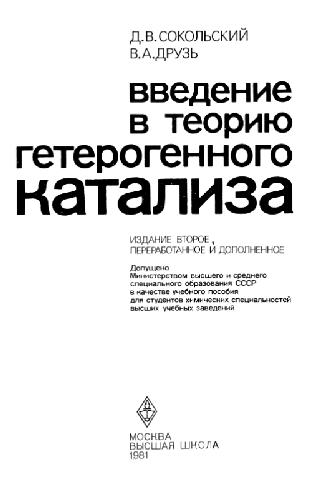 Д.В.СОКОЛЬСКИЙ
В.А.ДРУЗЬ
введение
в теорию
гетерогенного
катализа
ИЗДАНИЕ ВТОРОЕ,
ПЕРЕРАБОТАННОЕ И ДОПОЛНЕННОЕ
Допущено
Министерством высшего и среднего
специального образования СССР
в качестве учебного пособия
для студентов химических специальностей
высших учебных заведений
МОСКВА
ВЫСШАЯ ШКОЛА
1981